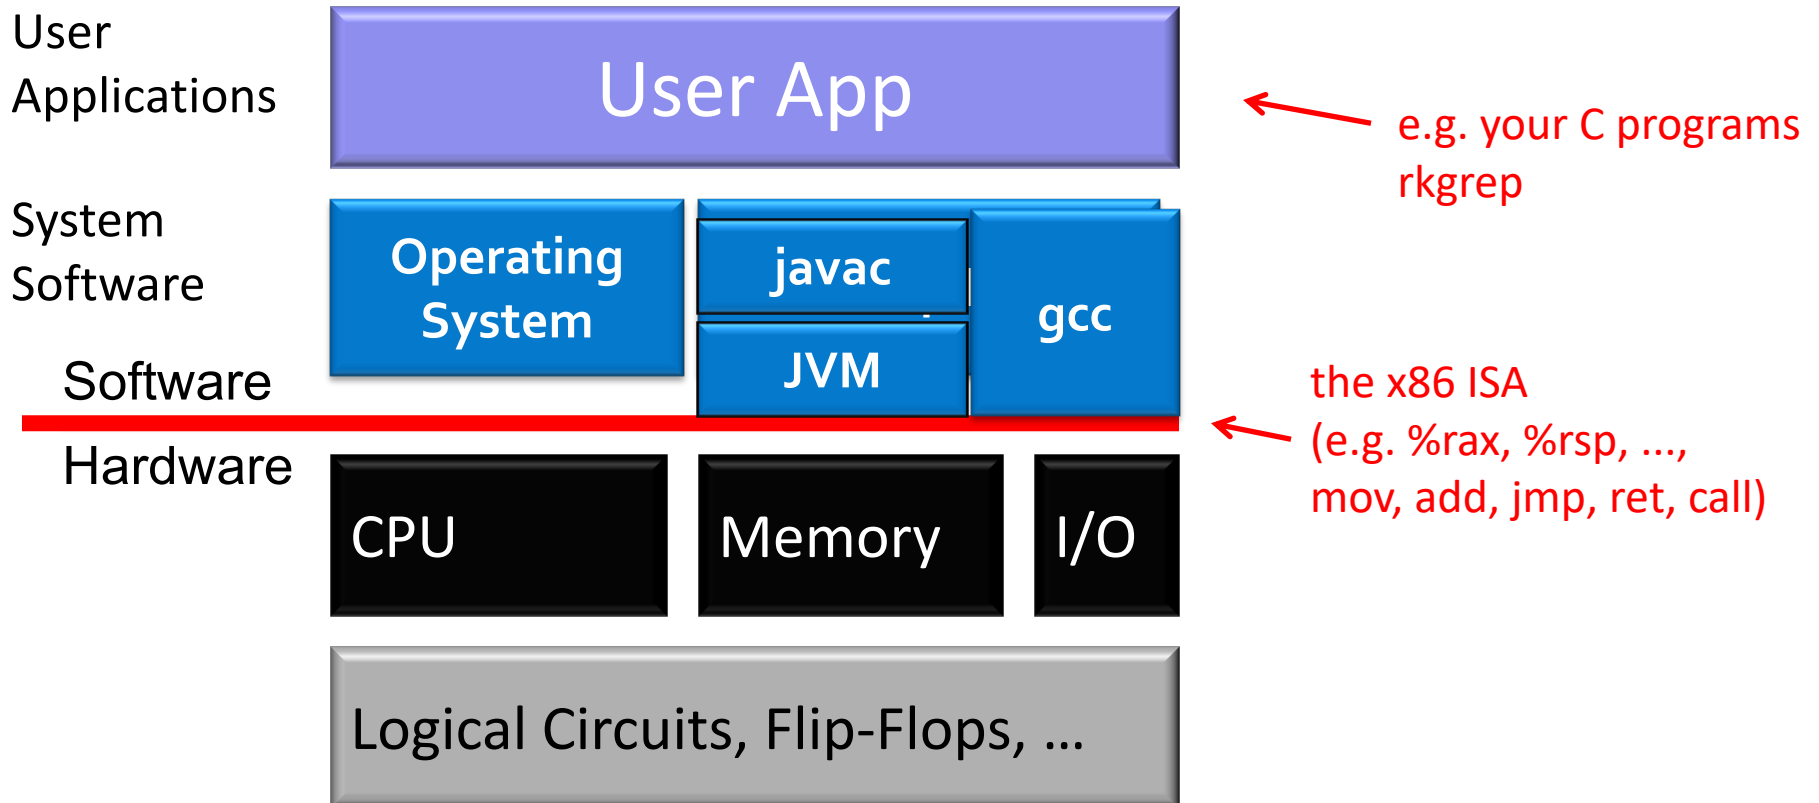 User
Applications
User App
e.g. your C programs
rkgrep
System
Software
Operating
System
javac
JVM
gcc
Software
Hardware
the x86 ISA
(e.g. %rax, %rsp, ...,
mov, add, jmp, ret, call)
CPU
Memory
I/O
Logical Circuits, Flip-Flops, ...